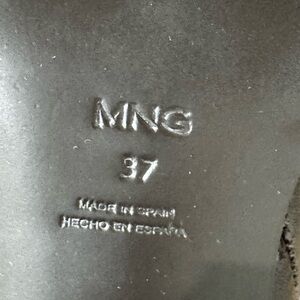 MNG
37
MADE IN SPAIN
HECHO EN ESPAÑA